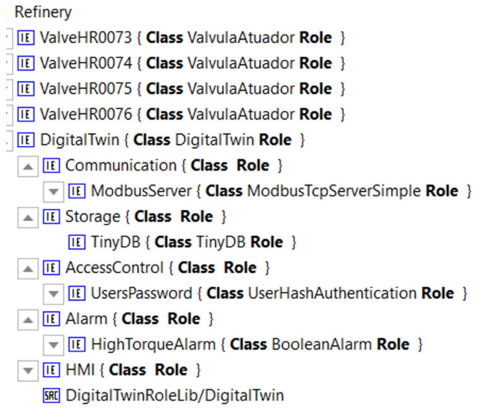 Refinery
IE ValveHR0073 { Class ValvulaAtuador Role }
IE ValveHR0074 { Class ValvulaAtuador Role }
IE ValveHR0075 { Class ValvulaAtuador Role }
IE ValveHR0076 { Class ValvulaAtuador Role }
IE DigitalTwin { Class DigitalTwin Role }
IE Communication { Class Role }
IE ModbusServer { Class ModbusTcpServerSimple Role }
IE Storage { Class Role }
IE TinyDB { Class TinyDB Role }
IE AccessControl { Class Role }
IE UsersPassword { Class UserHashAuthentication Role }
IE Alarm { Class Role }
IE HighTorqueAlarm { Class BooleanAlarm Role }
IE HMI { Class Role }
SRC DigitalTwinRoleLib/DigitalTwin